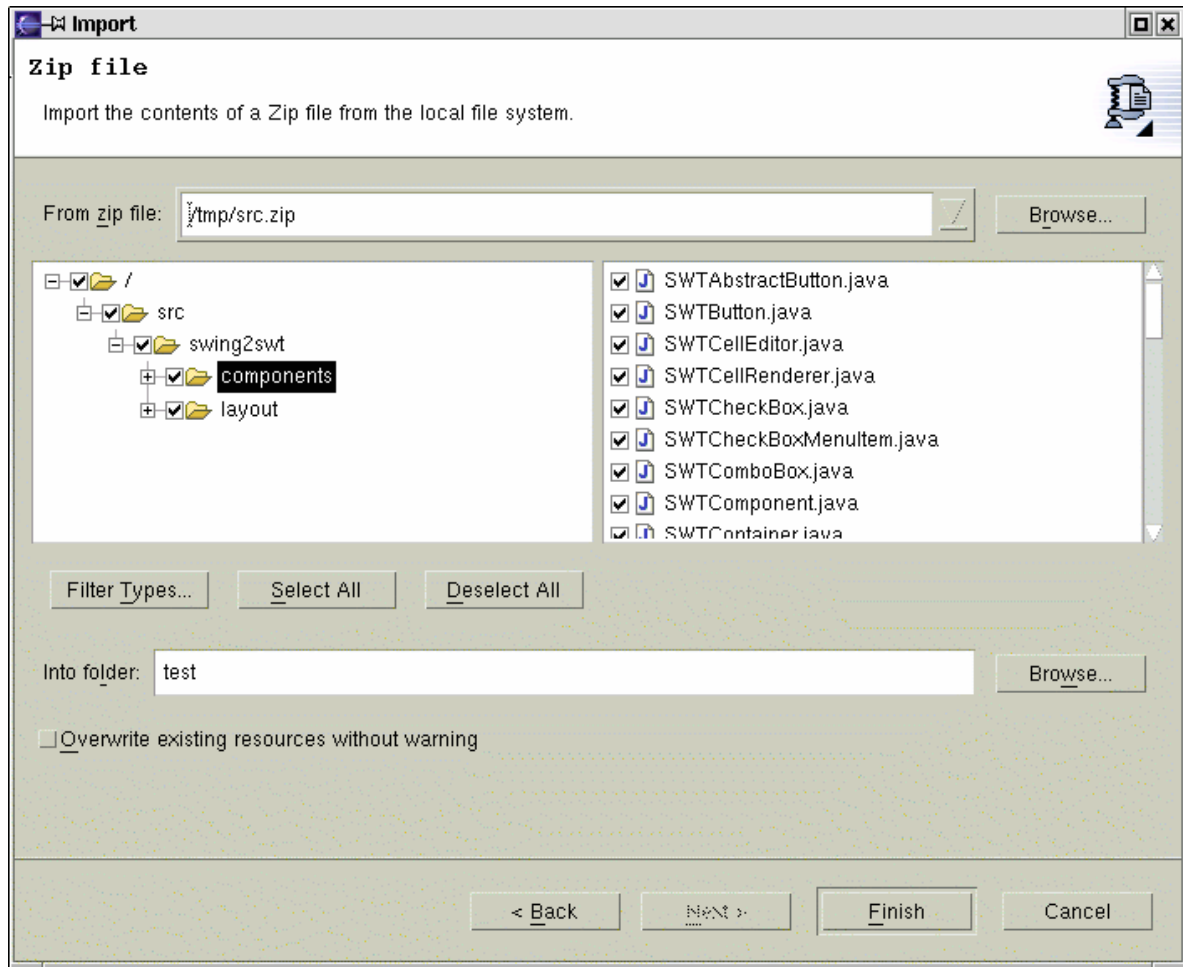 Import
Zip file
Import the contents of a Zip file from the local file system.
From zip file: /tmp/src.zip Browse...
/
src
swing2swt
components
layout
SWTAbstractButton.java
SWTButton.java
SWTCellEditor.java
SWTCellRenderer.java
SWTCheckBox.java
SWTCheckBoxMenuItem.java
SWTComboBox.java
SWTComponent.java
SWTContainer.java
Filter Types... Select All Deselect All
Into folder: test Browse...
Overwrite existing resources without warning
< Back Next > Finish Cancel